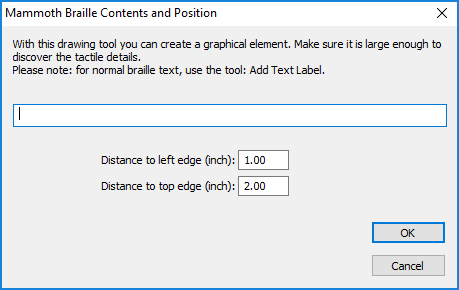 Mammoth Braille Contents and Position
With this drawing tool you can create a graphical element. Make sure it is large enough to
discover the tactile details.
Please note: for normal braille text, use the tool: Add Text Label.
Distance to left edge (inch): 1.00
Distance to top edge (inch): 2.00
OK
Cancel